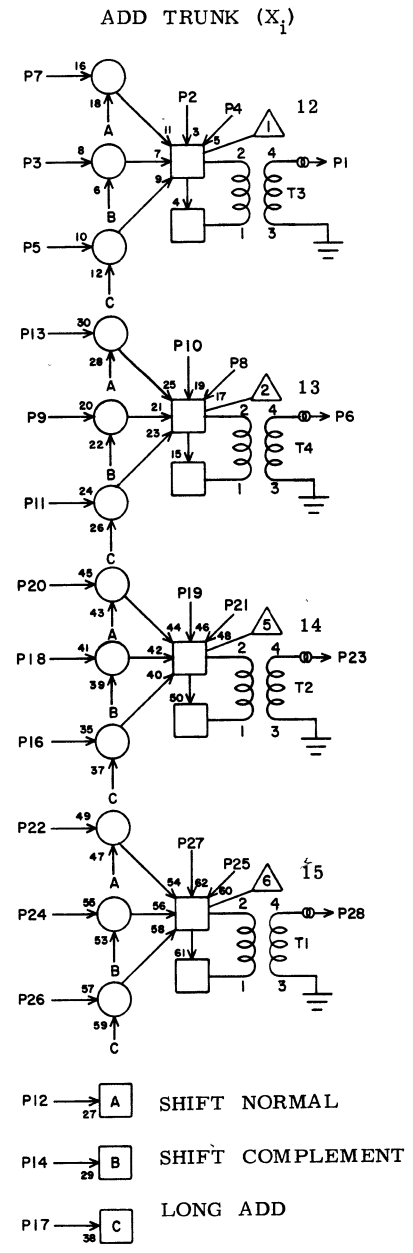 ADD TRUNK (Xi)
P7 16
18
A
P2 3
P4 5
1 12
11
P3 8
6
7
9
B
4
2 4 P1
T3
1 3
P5 10
12
C
P13 30
28
A
P10 19
P8 17
2 13
25
P9 20
22
21
23
B
15
2 4 P6
T4
1 3
P11 24
26
C
P20 45
43
A
P19 46
P21 48
5 14
44
P18 41
39
42
40
B
50
2 4 P23
T2
1 3
P16 35
37
C
P22 49
47
A
P27 62
P25 60
6 15
54
P24 55
53
56
58
B
61
2 4 P28
T1
1 3
P26 57
59
C
P12 27 A SHIFT NORMAL
P14 29 B SHIFT COMPLEMENT
P17 38 C LONG ADD